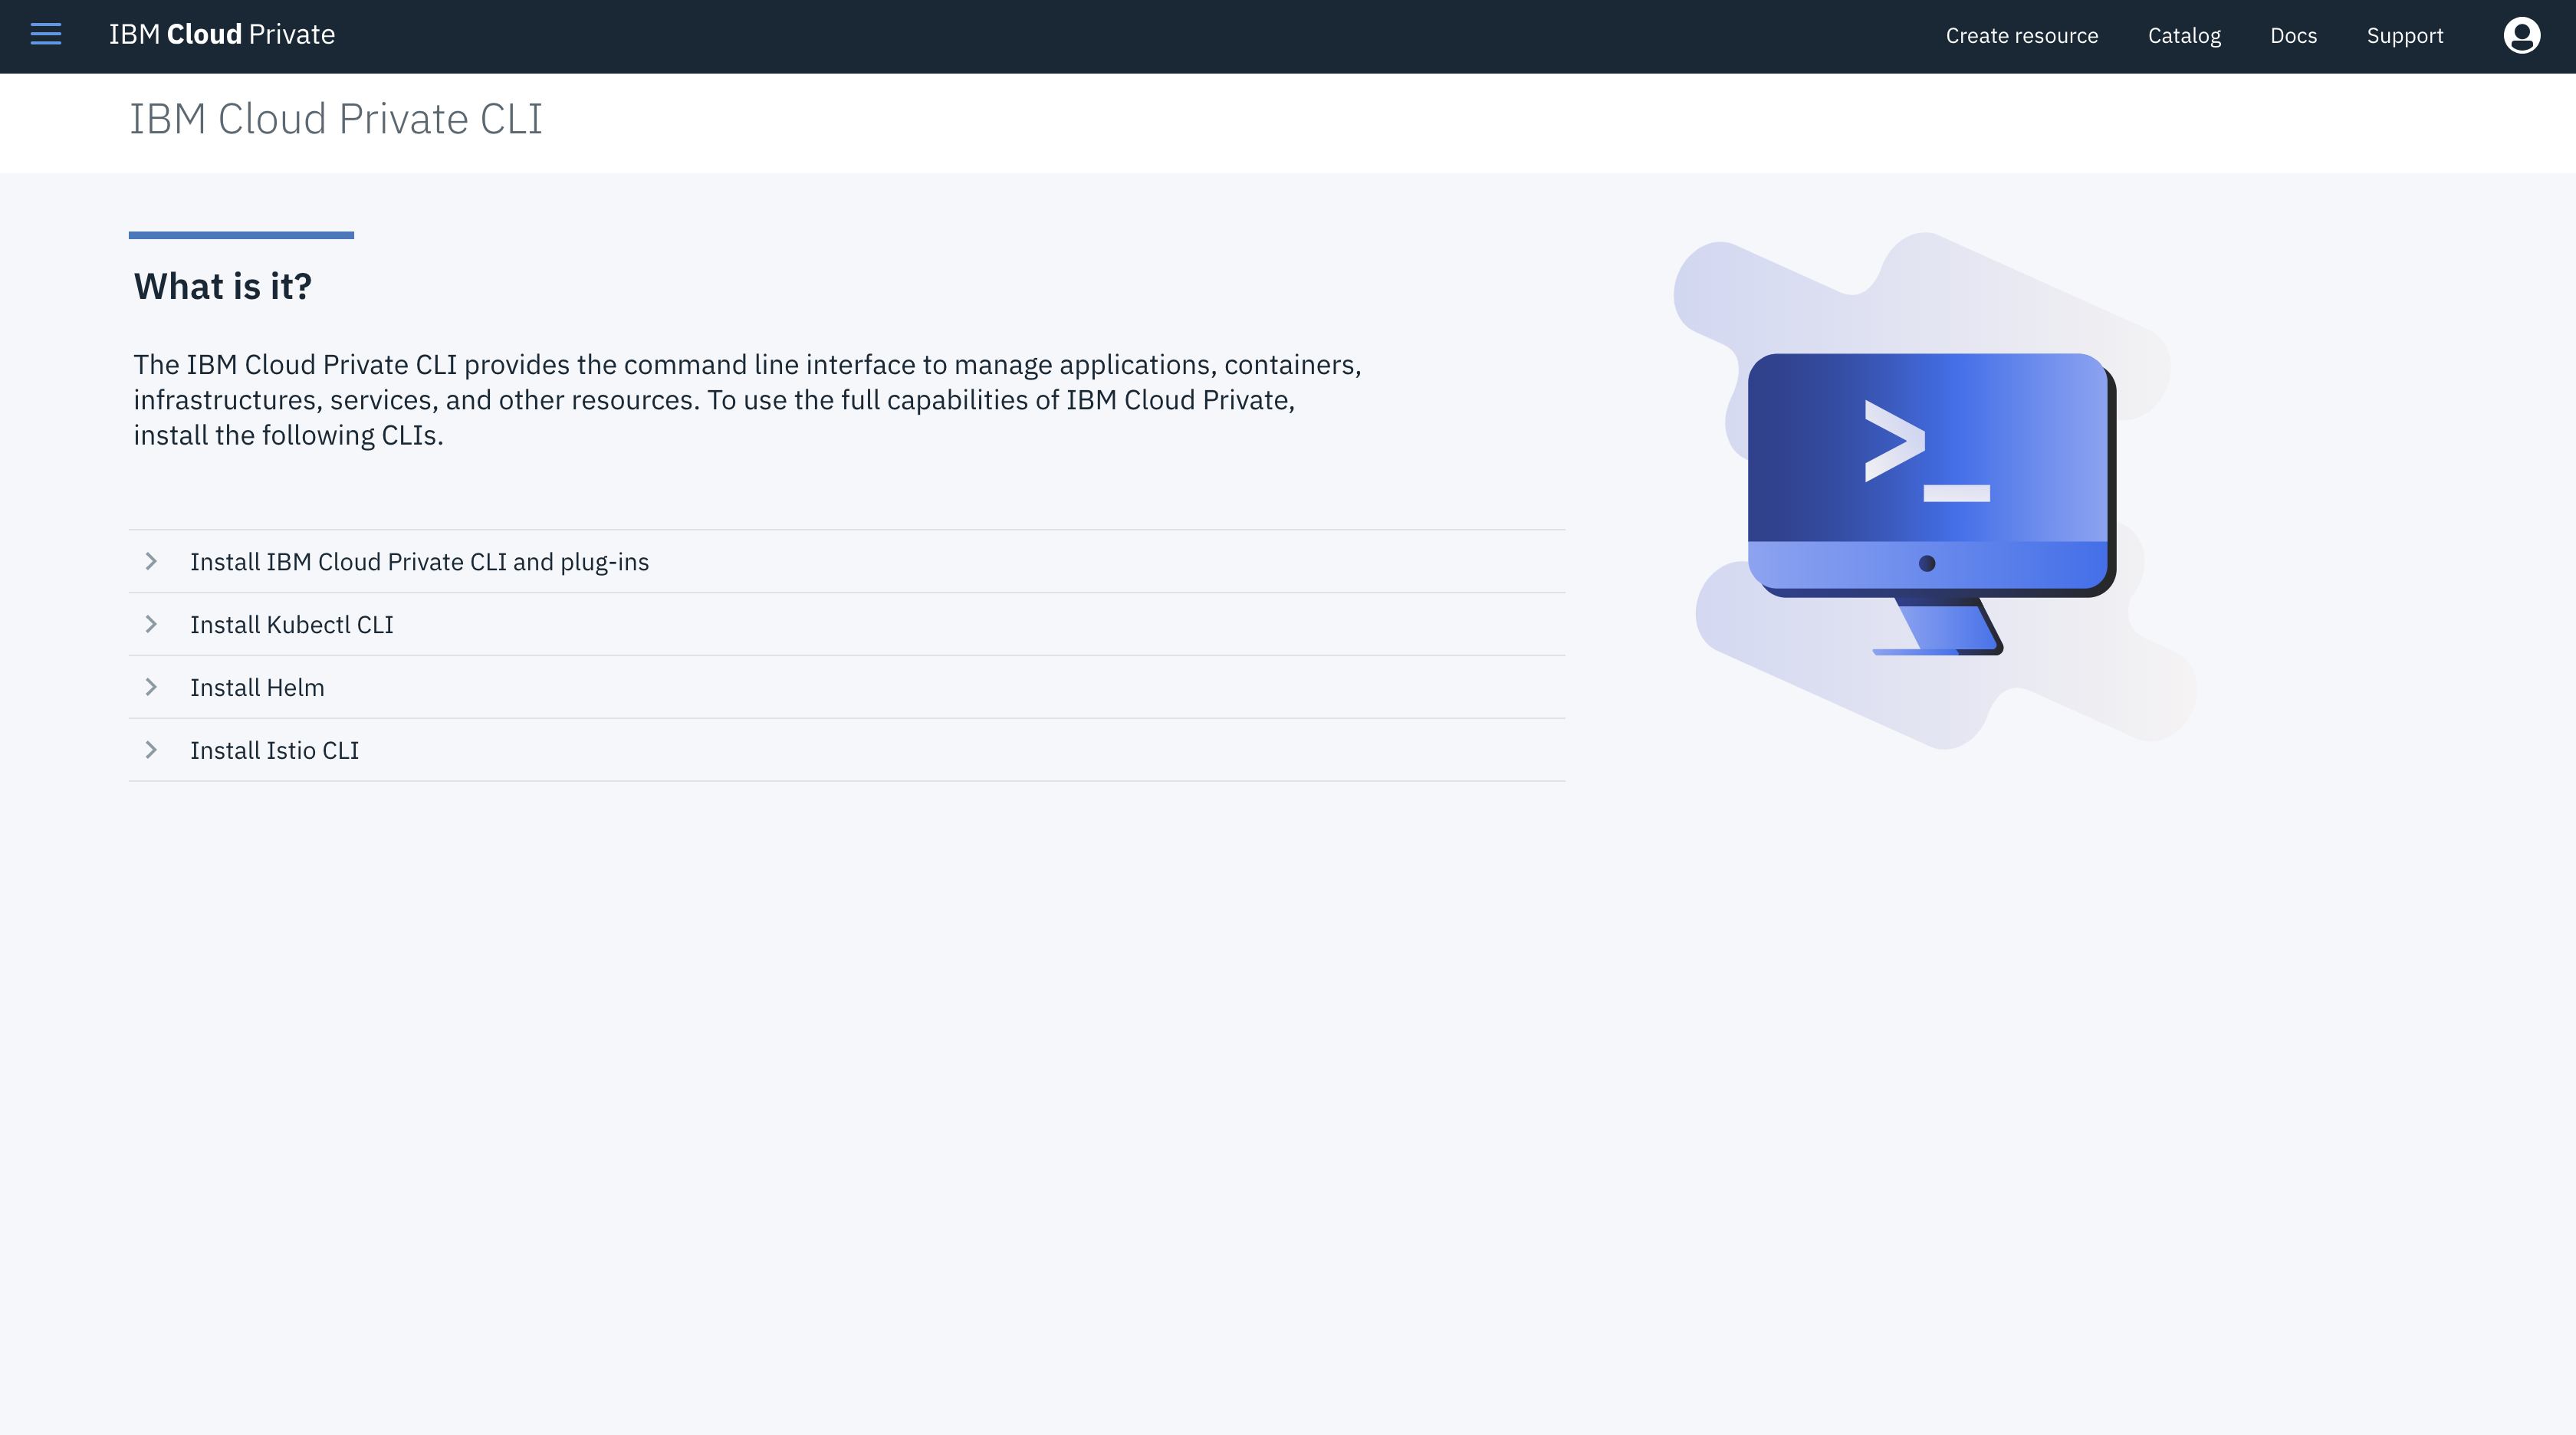 IBM Cloud Private
Create resource
Catalog
Docs
Support
IBM Cloud Private CLI
What is it?
The IBM Cloud Private CLI provides the command line interface to manage applications, containers,
infrastructures, services, and other resources. To use the full capabilities of IBM Cloud Private,
install the following CLIs.
>_
Install IBM Cloud Private CLI and plug-ins
Install Kubectl CLI
Install Helm
Install Istio CLI